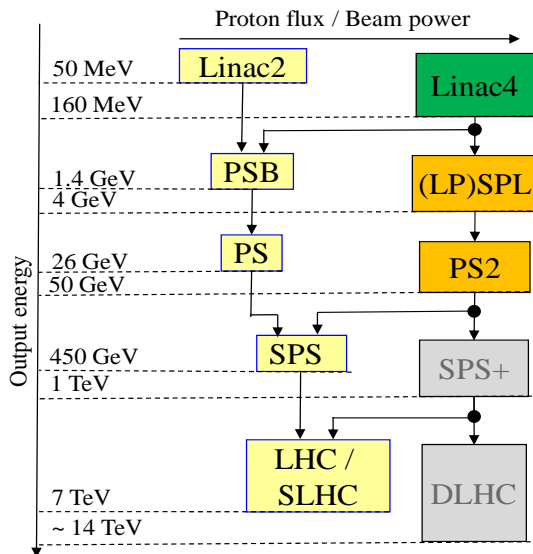 Proton flux / Beam power
50 MeV
Linac2
Linac4
160 MeV
PSB
(LP)SPL
1.4 GeV
4 GeV
PS
PS2
26 GeV
50 GeV
Output energy
SPS
SPS+
450 GeV
1 TeV
LHC /
SLHC
DLHC
7 TeV
~ 14 TeV